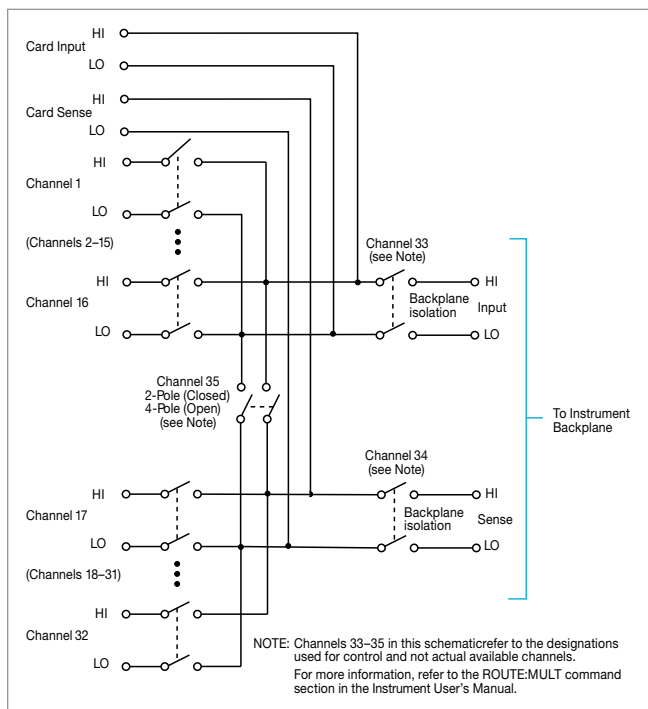 HI
Card Input
LO
HI
Card Sense
LO
HI
Channel 1
LO
(Channels 2–15)
HI
Channel 16
LO
Channel 33
(see Note)
Backplane
isolation
HI
Input
LO
Channel 35
2-Pole (Closed)
4-Pole (Open)
(see Note)
To Instrument
Backplane
Channel 34
(see Note)
HI
Channel 17
LO
Backplane
isolation
HI
Sense
LO
(Channels 18–31)
HI
Channel 32
LO
NOTE: Channels 33–35 in this schematicrefer to the designations
used for control and not actual available channels.
For more information, refer to the ROUTE:MULT command
section in the Instrument User's Manual.